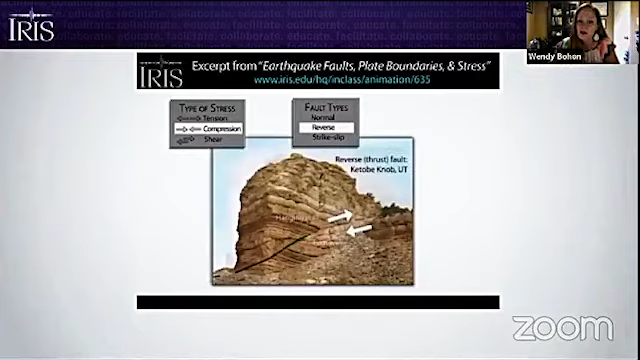 IRIS
Wendy Bohon
IRIS
Excerpt from "Earthquake Faults, Plate Boundaries, & Stress"
www.iris.edu/hq/inclass/animation/635
TYPE OF STRESS
Tension
Compression
Shear
FAULT TYPES
Normal
Reverse
Strike-slip
Reverse (thrust) fault:
Ketobe Knob, UT
zoom